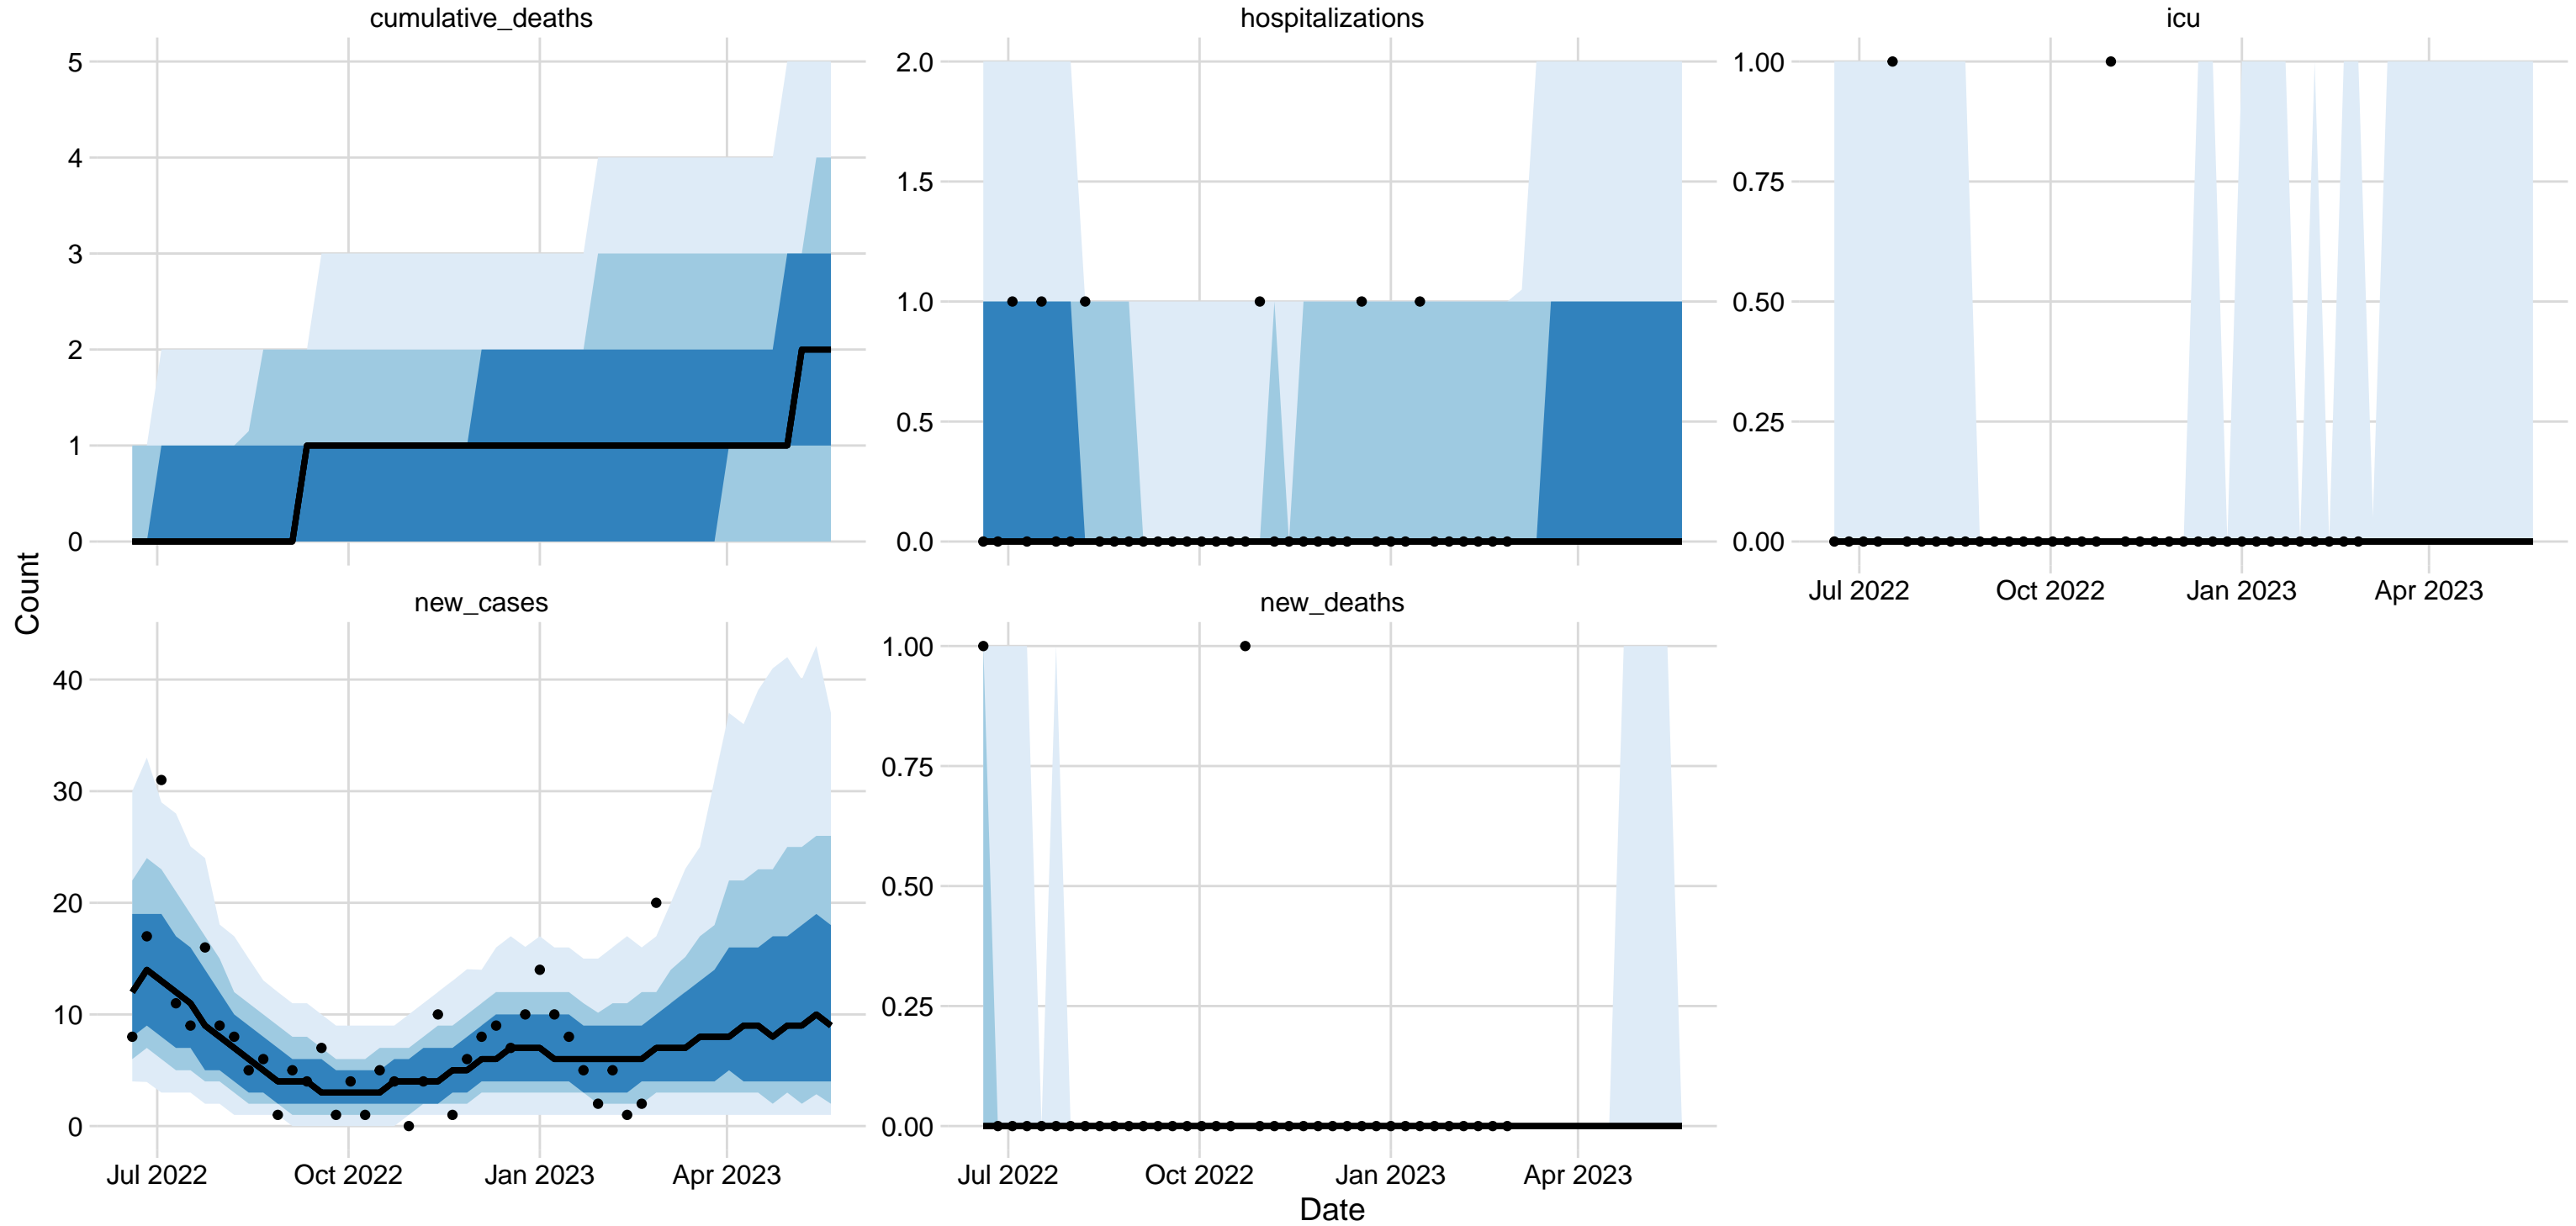 cumulative_deaths
5
4
3
2
1
0
hospitalizations
2.0
1.5
1.0
0.5
0.0
icu
1.00
0.75
0.50
0.25
0.00
Jul 2022 Oct 2022 Jan 2023 Apr 2023
Count
new_cases
40
30
20
10
0
Jul 2022 Oct 2022 Jan 2023 Apr 2023
new_deaths
1.00
0.75
0.50
0.25
0.00
Jul 2022 Oct 2022 Jan 2023 Apr 2023
Date